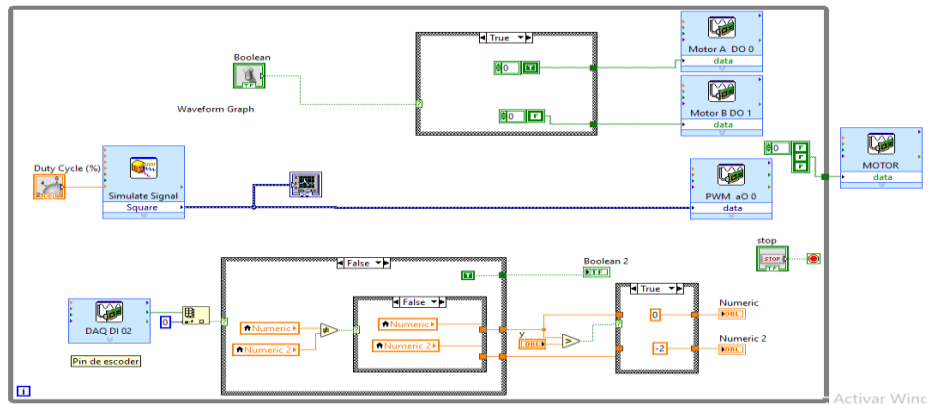 True
Motor A DO 0
data
Boolean
TF
0
T
Motor B DO 1
data
Waveform Graph
0
F
0
F
F
F
MOTOR
data
Duty Cycle (%)
DBL
Simulate Signal
Square
PWM aO 0
data
stop
STOP
TF
False
Boolean 2
TF
T
True
DAQ DI 02
0
False
Numeric
Numeric
Numeric 2
Numeric 2
y
DBL
>
0
Numeric
DBL
-2
Numeric 2
DBL
Pin de escoder
i
Activar Wind